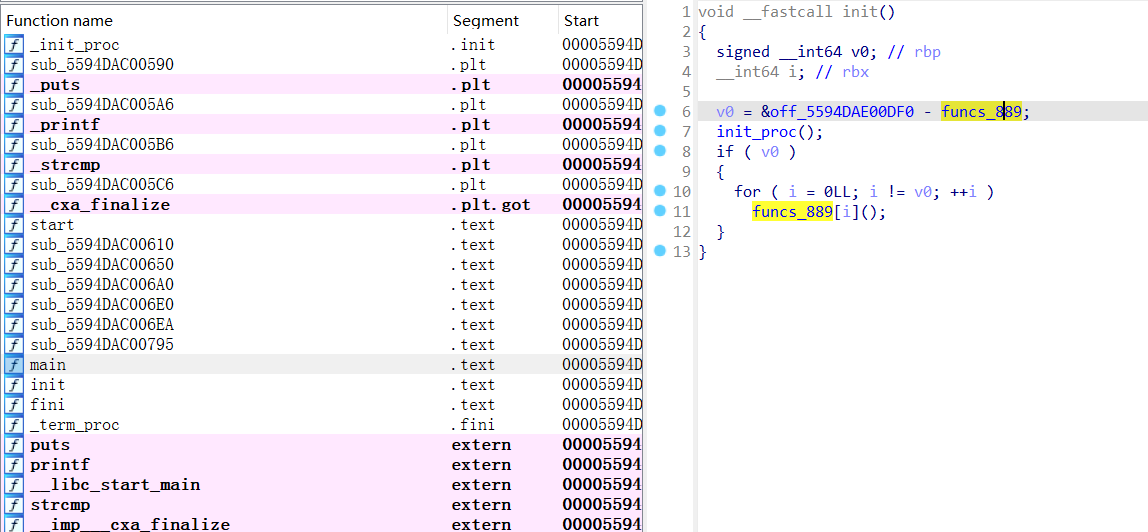 Function name Segment Start
_init_proc .init 00005594D
sub_5594DAC00590 .plt 00005594D
_puts .plt 00005594
sub_5594DAC005A6 .plt 00005594D
_printf .plt 00005594
sub_5594DAC005B6 .plt 00005594D
_strcmp .plt 00005594
sub_5594DAC005C6 .plt 00005594D
__cxa_finalize .plt.got 00005594
start .text 00005594D
sub_5594DAC00610 .text 00005594D
sub_5594DAC00650 .text 00005594D
sub_5594DAC006A0 .text 00005594D
sub_5594DAC006E0 .text 00005594D
sub_5594DAC006EA .text 00005594D
sub_5594DAC00795 .text 00005594D
main .text 00005594D
init .text 00005594D
fini .text 00005594D
_term_proc .fini 00005594D
puts extern 00005594
printf extern 00005594
__libc_start_main extern 00005594
strcmp extern 00005594
__imp___cxa_finalize extern 00005594
1 void __fastcall init()
2 {
3 signed __int64 v0; // rbp
4 __int64 i; // rbx
5
6 v0 = &off_5594DAE00DF0 - funcs_889;
7 init_proc();
8 if ( v0 )
9 {
10 for ( i = 0LL; i != v0; ++i )
11 funcs_889[i]();
12 }
13 }